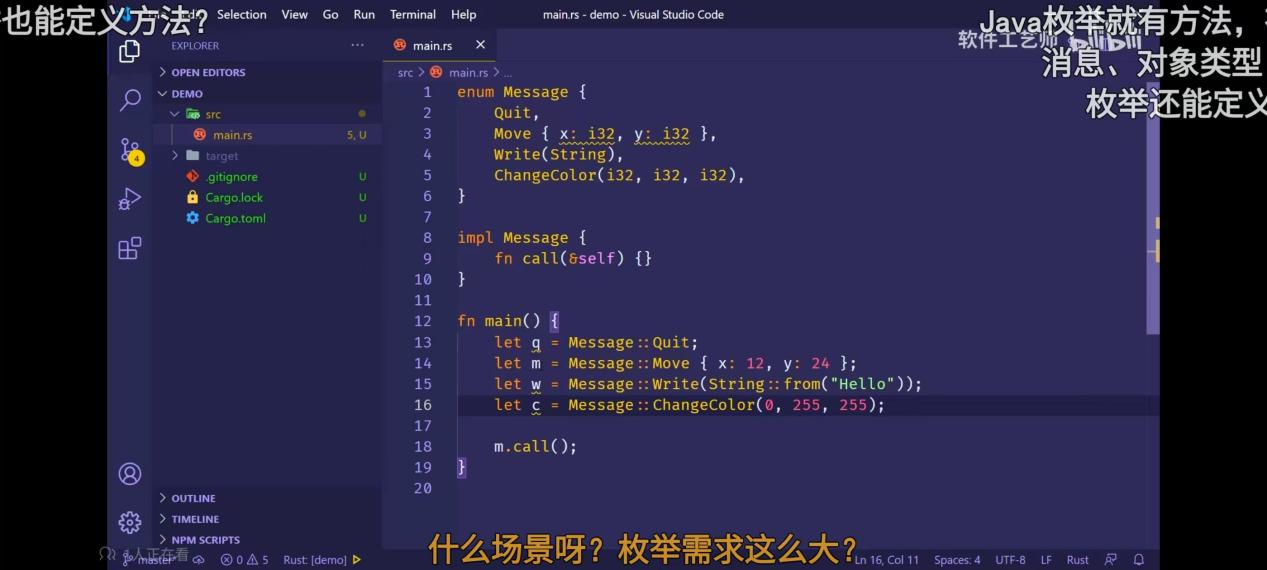 也能定义方法？
Selection View Go Run Terminal Help
main.rs - demo - Visual Studio Code
Java枚举就有方法，
软件工艺师 bilibili
消息、对象类型
枚举还能定义
EXPLORER
main.rs
OPEN EDITORS
src > main.rs > ...
DEMO
src
main.rs 5, U
target
.gitignore U
Cargo.lock U
Cargo.toml U
4
1 enum Message {
2 Quit,
3 Move { x: i32, y: i32 },
4 Write(String),
5 ChangeColor(i32, i32, i32),
6 }
7
8 impl Message {
9 fn call(&self) {}
10 }
11
12 fn main() {
13 let q = Message::Quit;
14 let m = Message::Move { x: 12, y: 24 };
15 let w = Message::Write(String::from("Hello"));
16 let c = Message::ChangeColor(0, 255, 255);
17
18 m.call();
19 }
20
OUTLINE
TIMELINE
NPM SCRIPTS
什么场景呀？枚举需求这么大？
1人正在看
master 0 5 Rust: [demo] Ln 16, Col 11 Spaces: 4 UTF-8 LF Rust